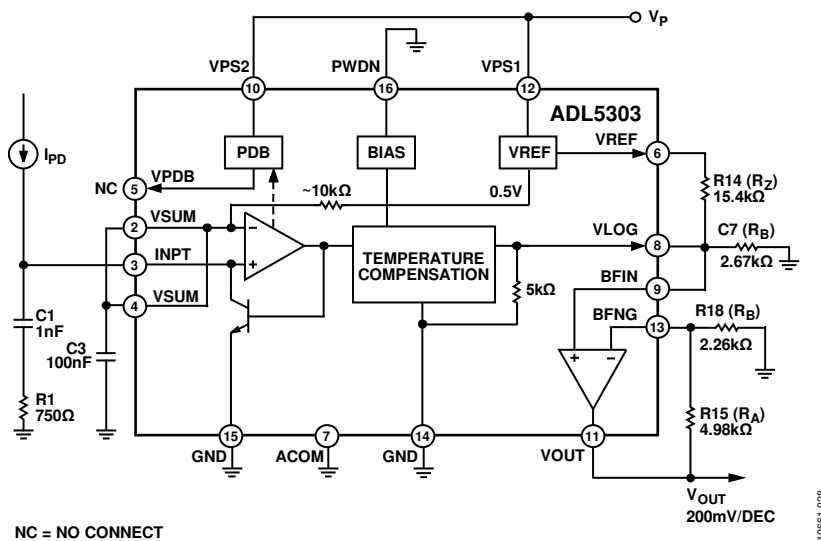 VP
VPS2
PWDN
VPS1
10
16
12
ADL5303
VREF
6
PDB
BIAS
VREF
IPD
VPDB
NC
5
~10kΩ
0.5V
R14 (RZ)
15.4kΩ
VSUM
2
−
VLOG
8
C7 (RB)
2.67kΩ
INPT
3
+
TEMPERATURE
COMPENSATION
5kΩ
BFIN
9
VSUM
4
BFNG
13
R18 (RB)
2.26kΩ
C1
1nF
C3
100nF
+ −
R1
750Ω
R15 (RA)
4.98kΩ
15
7
14
11
GND
ACOM
GND
VOUT
VOUT
200mV/DEC
NC = NO CONNECT
10661-028